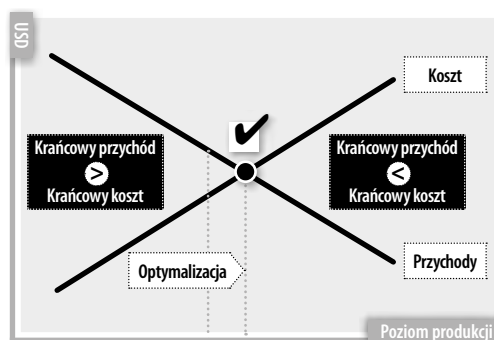 USD
Koszt
Krańcowy przychód
>
Krańcowy koszt
Krańcowy przychód
<
Krańcowy koszt
Optymalizacja
Przychody
Poziom produkcji